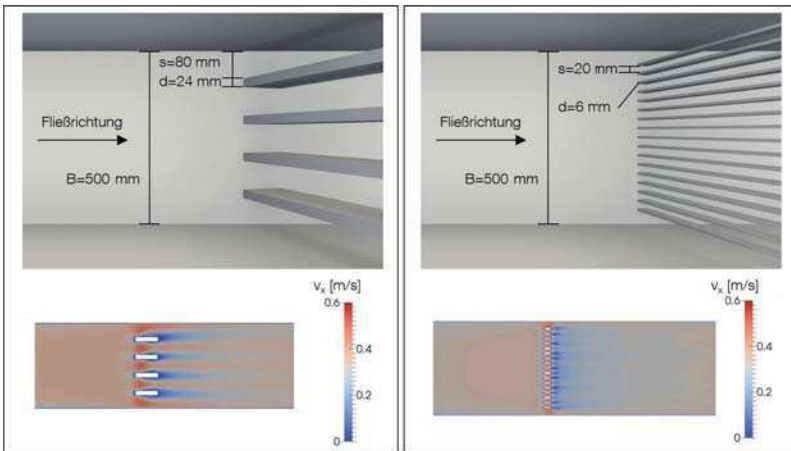 s=80 mm
d=24 mm
Fließrichtung
B=500 mm
vₓ [m/s]
0.6
0.4
0.2
0
s=20 mm
d=6 mm
Fließrichtung
B=500 mm
vₓ [m/s]
0.6
0.4
0.2
0